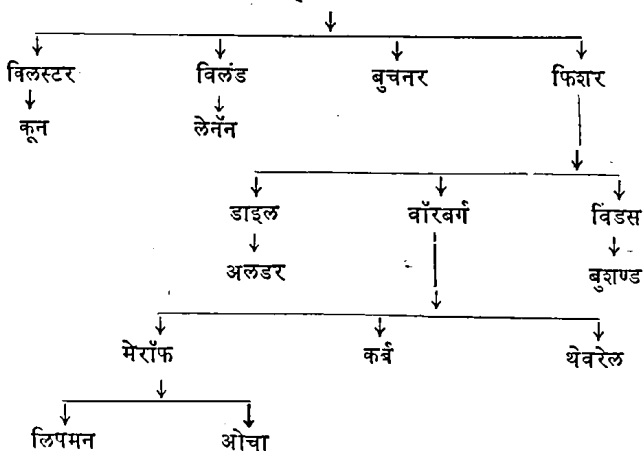 विलस्टर विलंड बुचनर फिशर
कून लेनॅन
डाइल वॉरबर्ग विंडस
अलडर बुशण्ड
मेरॉफ कर्ब थेवरेल
लिपमन ओचा